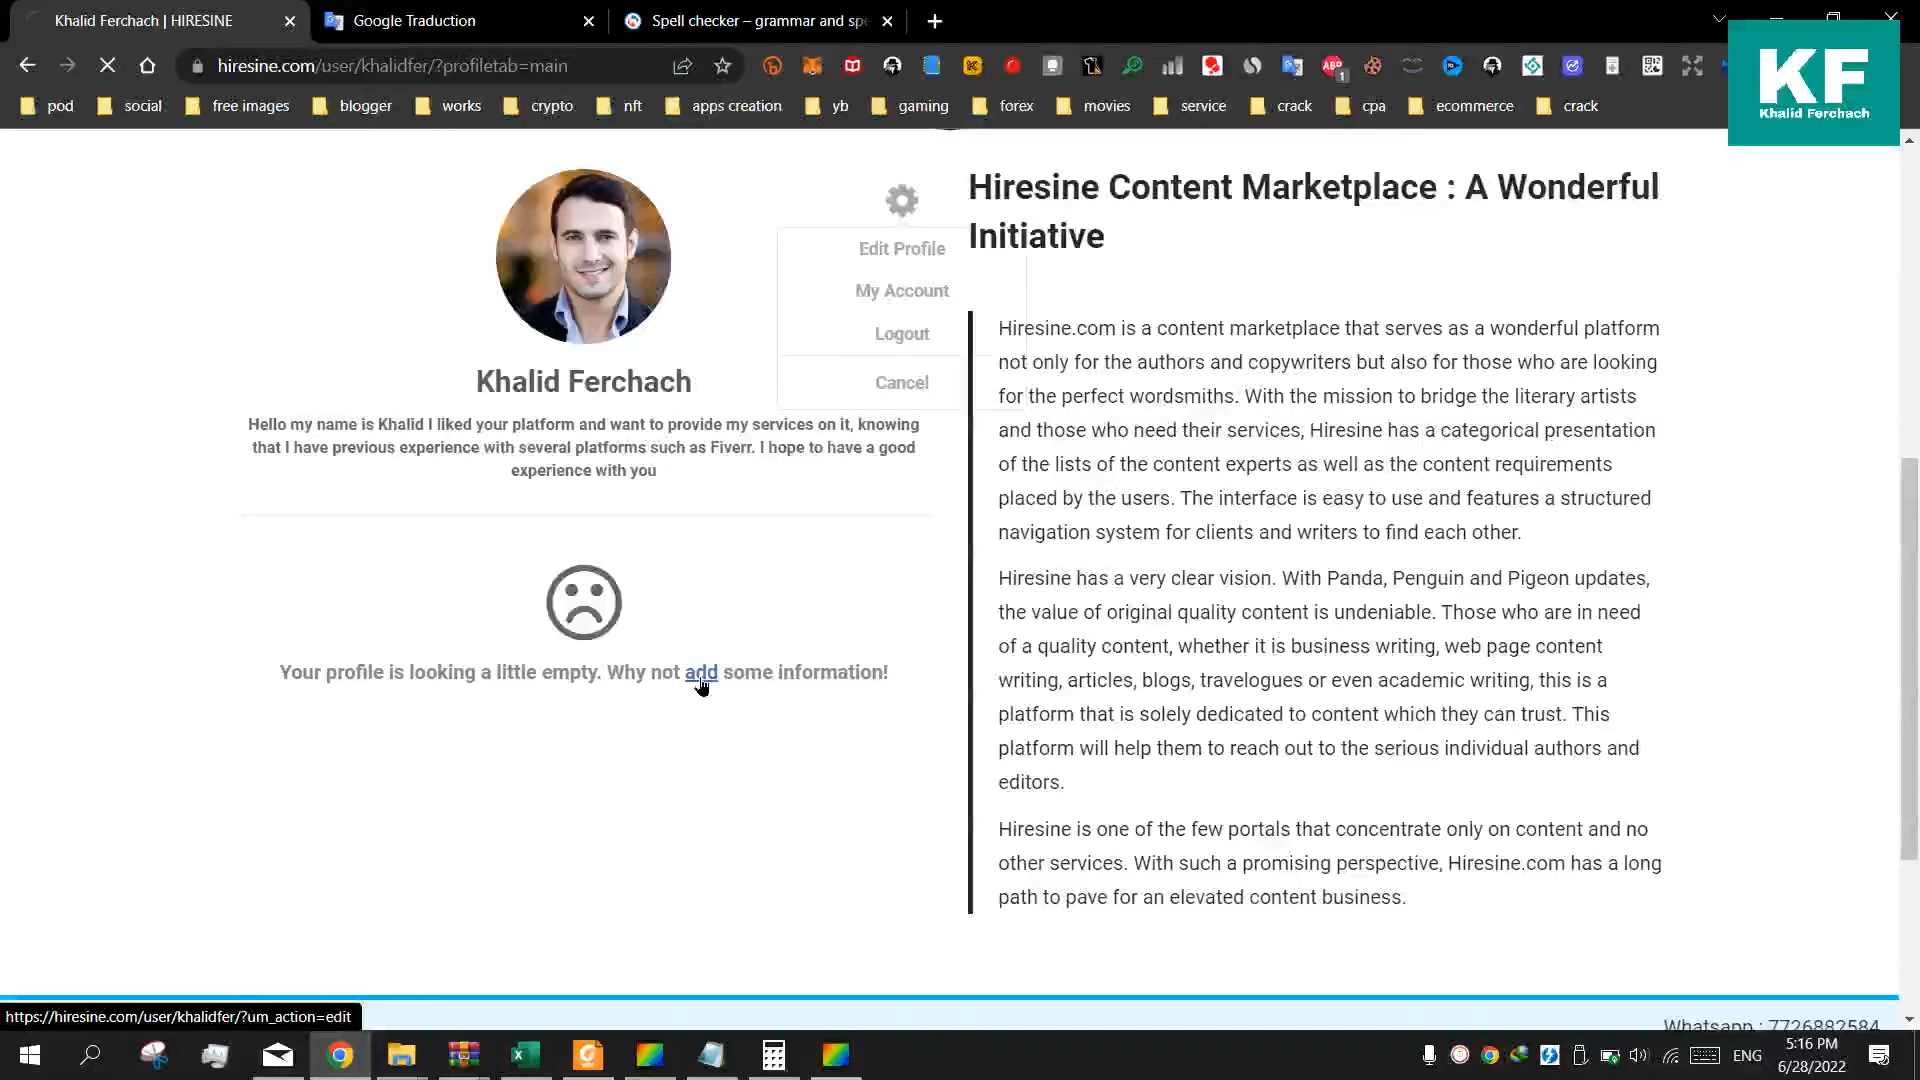 Khalid Ferchach | HIRESINE
Google Traduction
Spell checker – grammar and spe
hiresine.com/user/khalidfer/?profiletab=main
pod
social
free images
blogger
works
crypto
nft
apps creation
yb
gaming
forex
movies
service
crack
cpa
ecommerce
crack
KF
Khalid Ferchach
Edit Profile
My Account
Logout
Cancel
Khalid Ferchach
Hello my name is Khalid I liked your platform and want to provide my services on it, knowing
that I have previous experience with several platforms such as Fiverr. I hope to have a good
experience with you
Your profile is looking a little empty. Why not add some information!
Hiresine Content Marketplace : A Wonderful
Initiative
Hiresine.com is a content marketplace that serves as a wonderful platform
not only for the authors and copywriters but also for those who are looking
for the perfect wordsmiths. With the mission to bridge the literary artists
and those who need their services, Hiresine has a categorical presentation
of the lists of the content experts as well as the content requirements
placed by the users. The interface is easy to use and features a structured
navigation system for clients and writers to find each other.
Hiresine has a very clear vision. With Panda, Penguin and Pigeon updates,
the value of original quality content is undeniable. Those who are in need
of a quality content, whether it is business writing, web page content
writing, articles, blogs, travelogues or even academic writing, this is a
platform that is solely dedicated to content which they can trust. This
platform will help them to reach out to the serious individual authors and
editors.
Hiresine is one of the few portals that concentrate only on content and no
other services. With such a promising perspective, Hiresine.com has a long
path to pave for an elevated content business.
https://hiresine.com/user/khalidfer/?um_action=edit
Whatsapp : 7726882584
ENG
5:16 PM
6/28/2022